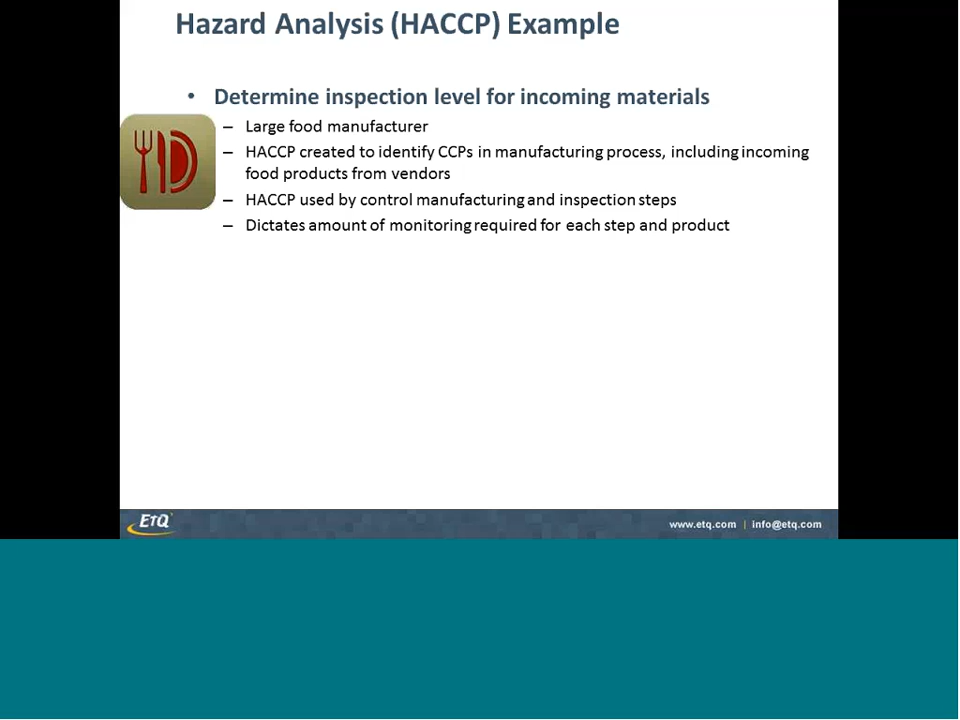 Hazard Analysis (HACCP) Example
• Determine inspection level for incoming materials
– Large food manufacturer
– HACCP created to identify CCPs in manufacturing process, including incoming
food products from vendors
– HACCP used by control manufacturing and inspection steps
– Dictates amount of monitoring required for each step and product
ETQ
www.etq.com | info@etq.com